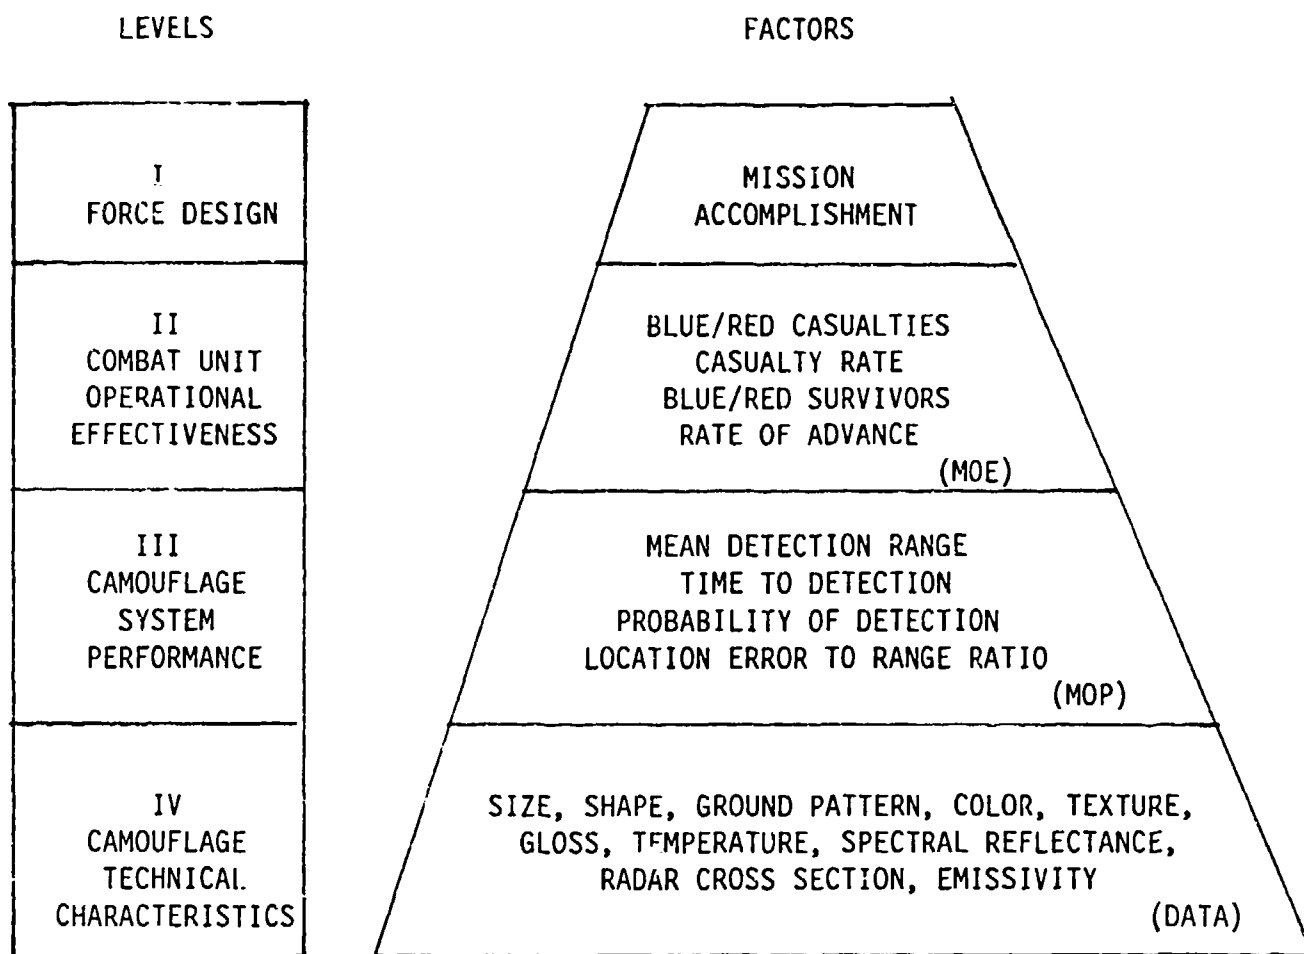 LEVELS
FACTORS
I
FORCE DESIGN
MISSION
ACCOMPLISHMENT
II
COMBAT UNIT
OPERATIONAL
EFFECTIVENESS
BLUE/RED CASUALTIES
CASUALTY RATE
BLUE/RED SURVIVORS
RATE OF ADVANCE
(MOE)
III
CAMOUFLAGE
SYSTEM
PERFORMANCE
MEAN DETECTION RANGE
TIME TO DETECTION
PROBABILITY OF DETECTION
LOCATION ERROR TO RANGE RATIO
(MOP)
IV
CAMOUFLAGE
TECHNICAL
CHARACTERISTICS
SIZE, SHAPE, GROUND PATTERN, COLOR, TEXTURE,
GLOSS, TEMPERATURE, SPECTRAL REFLECTANCE,
RADAR CROSS SECTION, EMISSIVITY
(DATA)